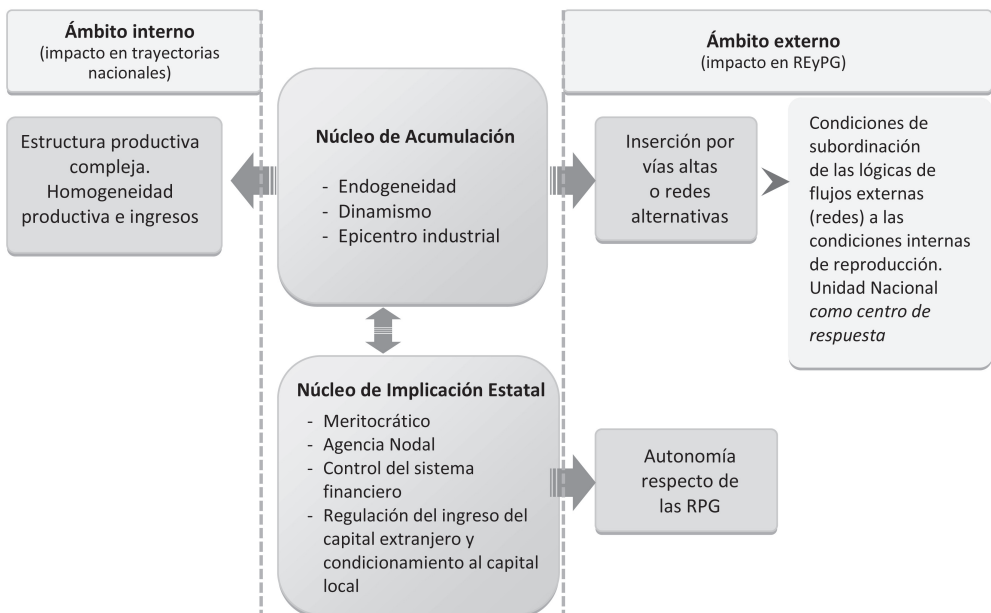 Ámbito interno
(impacto en trayectorias
nacionales)
Estructura productiva
compleja.
Homogeneidad
productiva e ingresos
Núcleo de Acumulación
- Endogeneidad
- Dinamismo
- Epicentro industrial
Núcleo de Implicación Estatal
- Meritocrático
- Agencia Nodal
- Control del sistema
financiero
- Regulación del ingreso del
capital extranjero y
condicionamiento al capital
local
Ámbito externo
(impacto en REyPG)
Inserción por
vías altas
o redes
alternativas
Condiciones de
subordinación
de las lógicas de
flujos externas
(redes) a las
condiciones internas
de reproducción.
Unidad Nacional
como centro de
respuesta
Autonomía
respecto de
las RPG